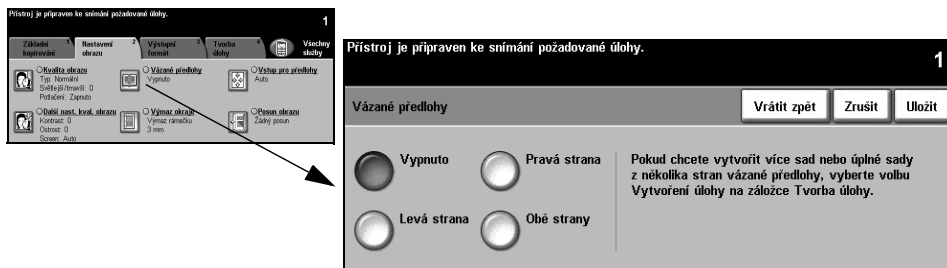 Přístroj je připraven ke snímání požadované úlohy.
1
Základní kopírování 1
Nastavení obrazu 2
Výstupní formát 3
Tvorba úlohy 4
Všechny služby
Kvalita obrazu
Typ: Normální
Světlejší/tmavší: 0
Potlačení: Zapnuto
Vázané předlohy
Vypnuto
Vstup pro předlohy
Auto
Další nast. kval. obrazu
Kontrast: 0
Ostrost: 0
Screen: Auto
Výmaz okraje
Výmaz rámečku
3 mm
Posun obrazu
Žádný posun
Přístroj je připraven ke snímání požadované úlohy.
1
Vázané předlohy
Vrátit zpět
Zrušit
Uložit
Vypnuto
Pravá strana
Levá strana
Obě strany
Pokud chcete vytvořit více sad nebo úplné sady
z několika stran vázané předlohy, vyberte volbu
Vytvoření úlohy na záložce Tvorba úlohy.